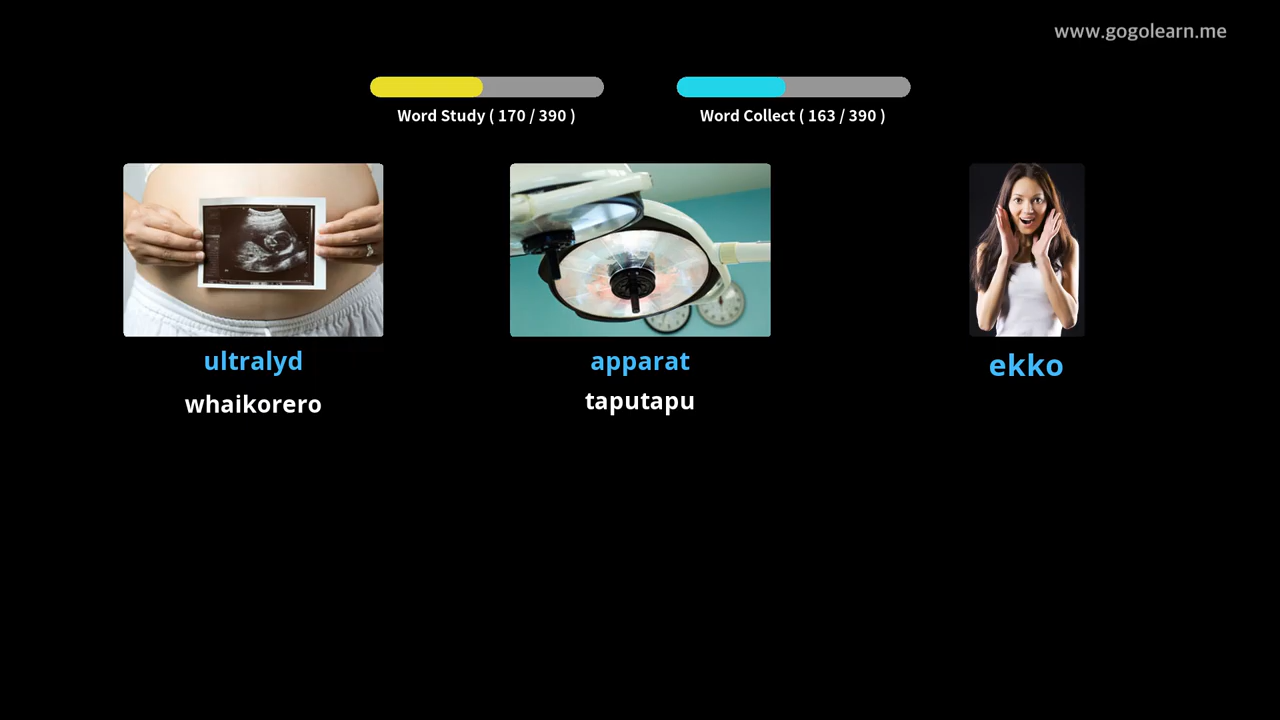 www.gogolearn.me
Word Study ( 170 / 390 )
Word Collect ( 163 / 390 )
ultralyd
apparat
ekko
whaikorero
taputapu